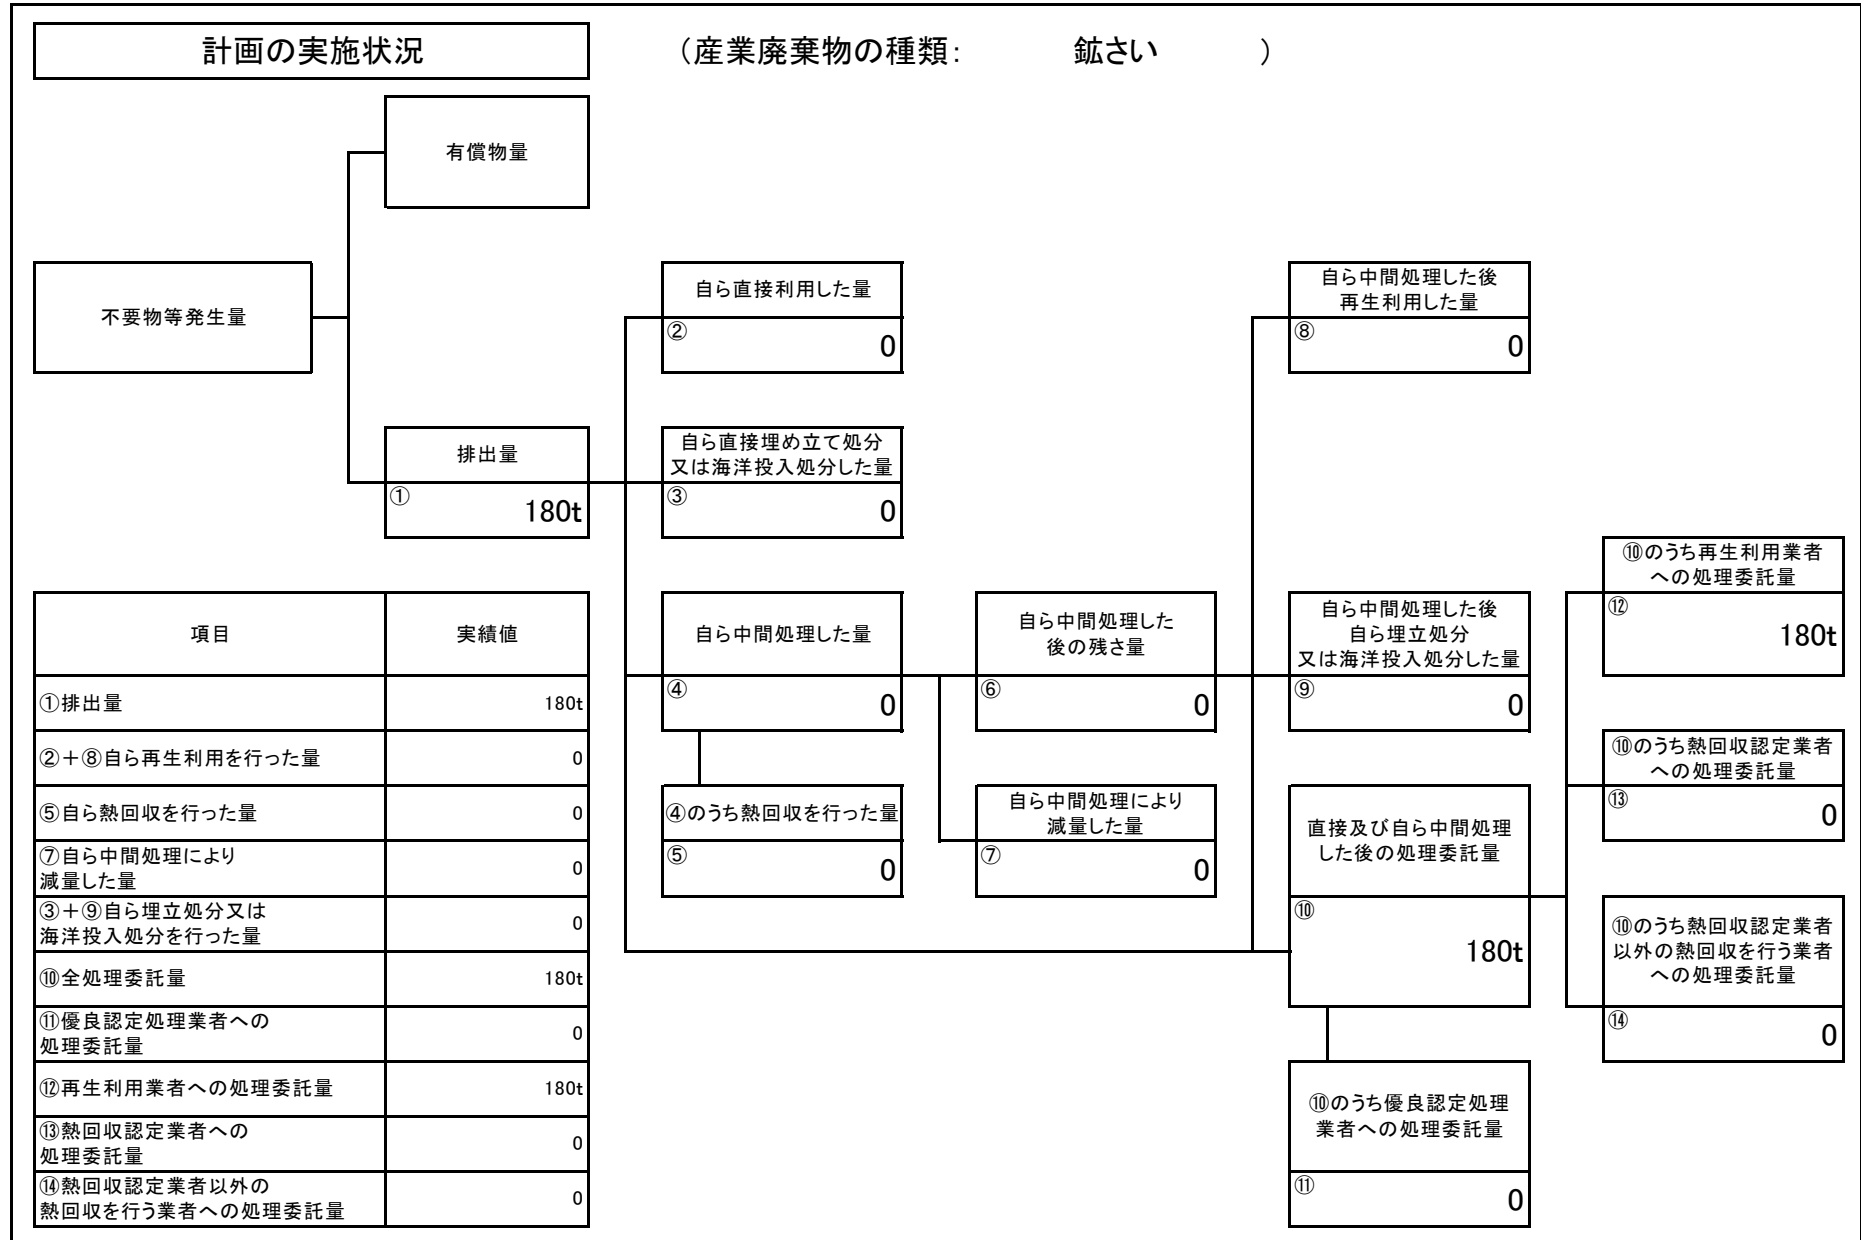 計画の実施状況
（産業廃棄物の種類： 鉱さい ）
有償物量
不要物等発生量
排出量
① 180t
自ら直接利用した量
② 0
自ら直接埋め立て処分
又は海洋投入処分した量
③ 0
自ら中間処理した量
④ 0
④のうち熱回収を行った量
⑤ 0
自ら中間処理した
後の残さ量
⑥ 0
自ら中間処理により
減量した量
⑦ 0
自ら中間処理した後
再生利用した量
⑧ 0
自ら中間処理した後
自ら埋立処分
又は海洋投入処分した量
⑨ 0
直接及び自ら中間処理
した後の処理委託量
⑩
180t
⑩のうち優良認定処理
業者への処理委託量
⑪ 0
⑩のうち再生利用業者
への処理委託量
⑫
180t
⑩のうち熱回収認定業者
への処理委託量
⑬ 0
⑩のうち熱回収認定業者
以外の熱回収を行う業者
への処理委託量
⑭ 0
項目 実績値
①排出量 180t
②＋⑧自ら再生利用を行った量 0
⑤自ら熱回収を行った量 0
⑦自ら中間処理により
減量した量 0
③＋⑨自ら埋立処分又は
海洋投入処分を行った量 0
⑩全処理委託量 180t
⑪優良認定処理業者への
処理委託量 0
⑫再生利用業者への処理委託量 180t
⑬熱回収認定業者への
処理委託量 0
⑭熱回収認定業者以外の
熱回収を行う業者への処理委託量 0